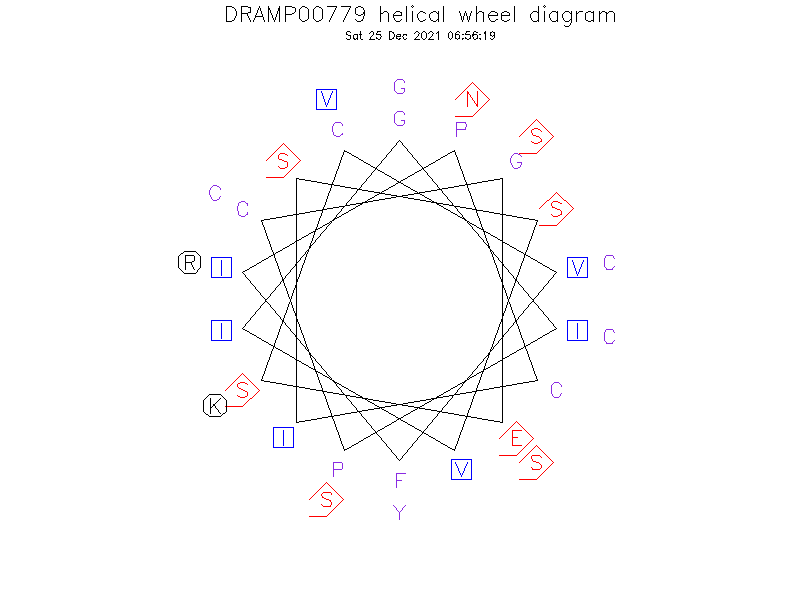 DRAMP00779 helical wheel diagram
Sat 25 Dec 2021 06:56:19
G
V N
G
C P S
S G
C
C S
R I V C
I I C
S C
K
I E
P V S
F
S
Y